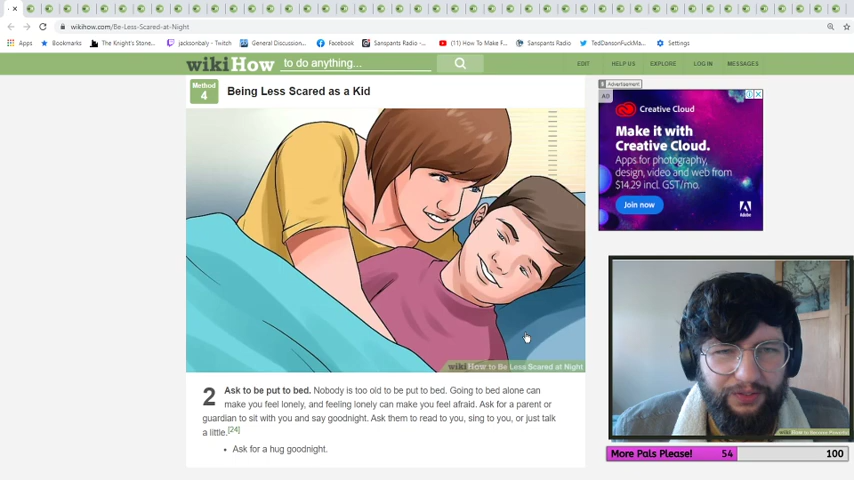 wikihow.com/Be-Less-Scared-at-Night
Apps
Bookmarks
The Knight's Stone...
jacksonbaly - Twitch
General Discussion...
Facebook
Sanspants Radio -...
(11) How To Make F...
Sanspants Radio
TedDansonFuckMa...
Settings
wikiHow to do anything...
EDIT
HELP US
EXPLORE
LOG IN
MESSAGES
Method
4
Being Less Scared as a Kid
wikiHow to Be Less Scared at Night
2 Ask to be put to bed. Nobody is too old to be put to bed. Going to bed alone can
make you feel lonely, and feeling lonely can make you feel afraid. Ask for a parent or
guardian to sit with you and say goodnight. Ask them to read to you, sing to you, or just talk
a little.[24]
• Ask for a hug goodnight.
Advertisement
AD
Creative Cloud
Make it with
Creative Cloud.
Apps for photography,
design, video and web from
$14.29 incl. GST/mo.
Join now
Adobe
More Pals Please! 54 100